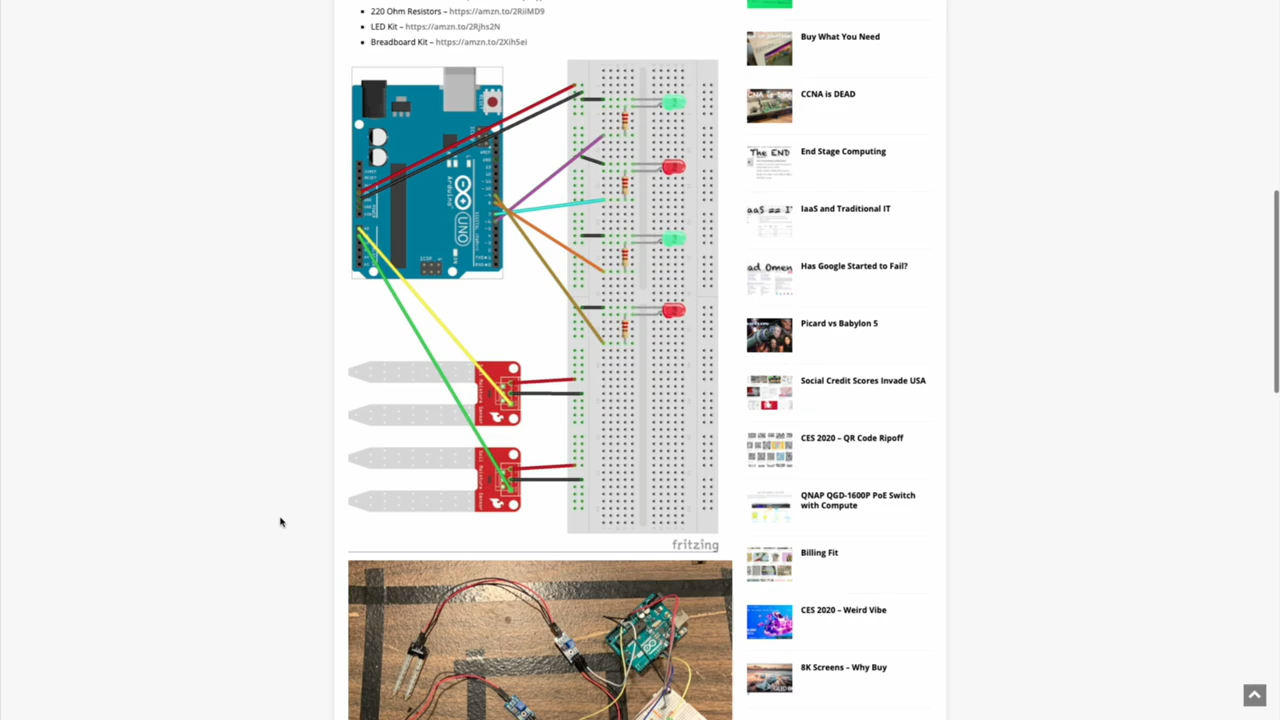 220 Ohm Resistors – https://amzn.to/2RiiMD9
LED Kit – https://amzn.to/2Rjhs2N
Breadboard Kit – https://amzn.to/2Xih5ei
RESET
Arduino
UNO
fritzing
Buy What You Need
CCNA is DEAD
The END
End Stage Computing
IaaS and Traditional IT
Has Google Started to Fail?
Picard vs Babylon 5
Social Credit Scores Invade USA
CES 2020 – QR Code Ripoff
QNAP QGD-1600P PoE Switch
with Compute
Billing Fit
CES 2020 – Weird Vibe
8K Screens – Why Buy